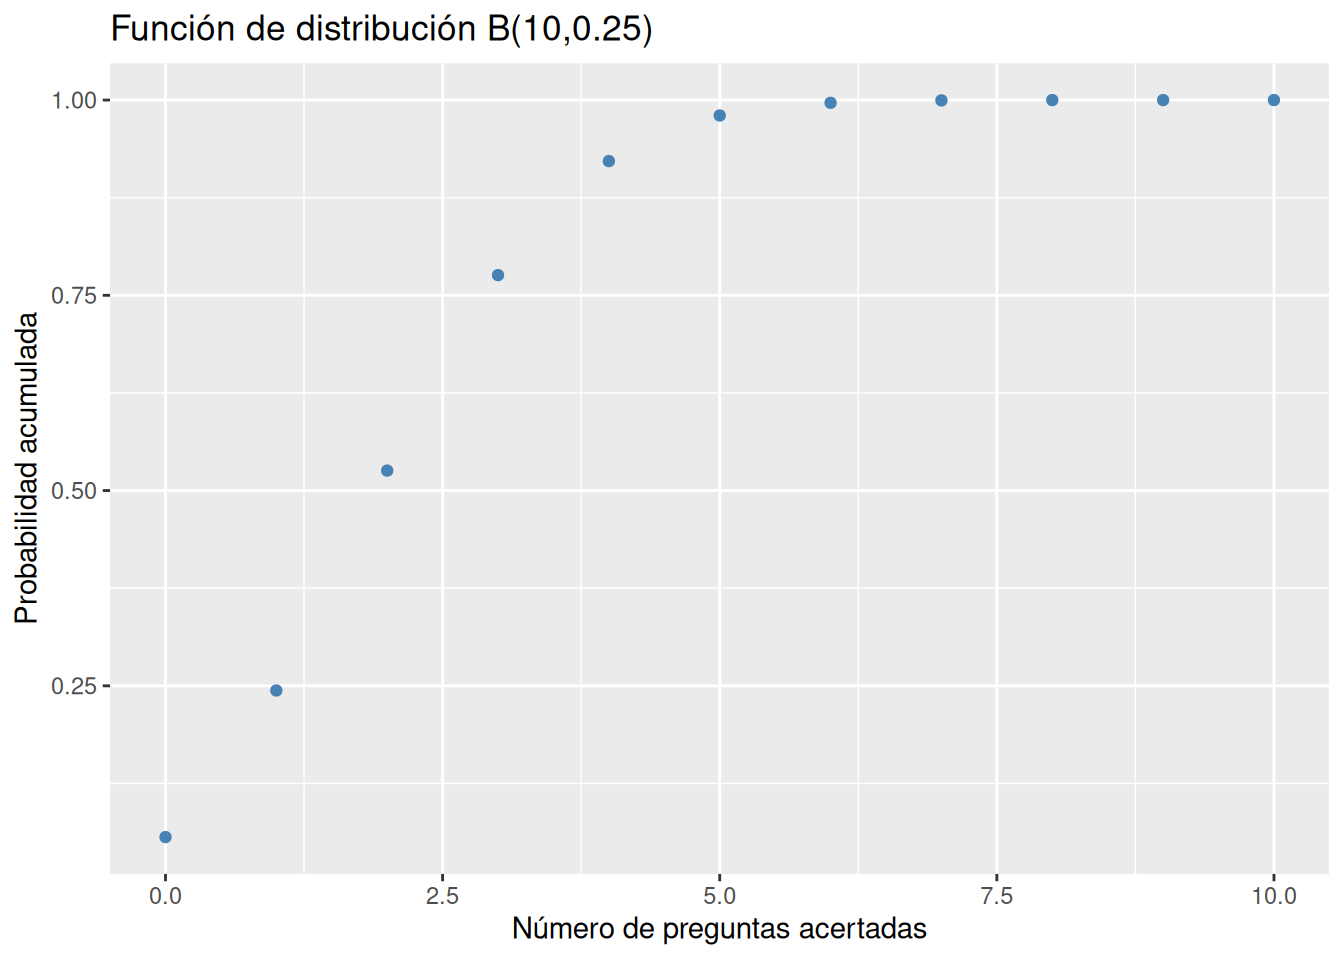 Función de distribución B(10,0.25)
1.00
0.75
0.50
0.25
Probabilidad acumulada
0.0 2.5 5.0 7.5 10.0
Número de preguntas acertadas